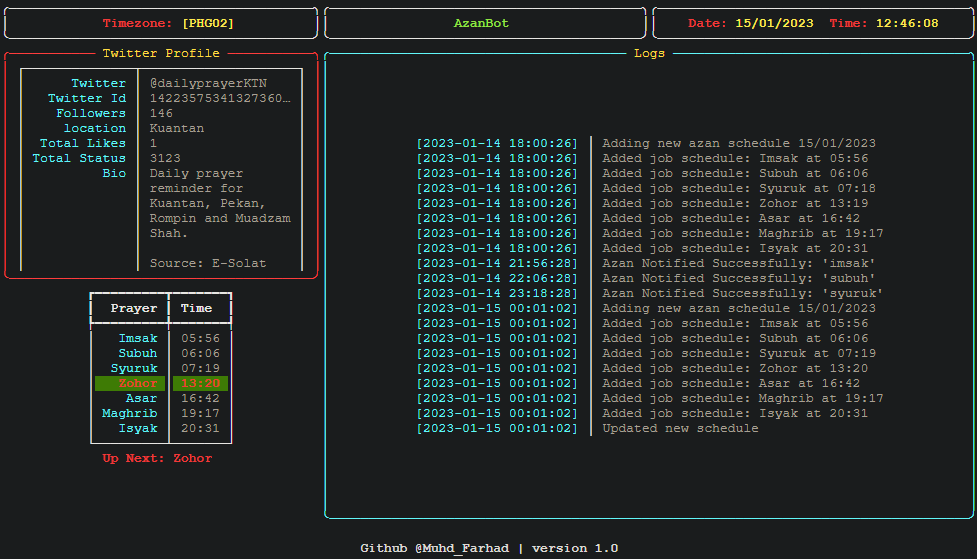 Timezone: [PHG02]
AzanBot
Date: 15/01/2023 Time: 12:46:08
Twitter Profile
Twitter @dailyprayerKTN
Twitter Id 14223575341327360…
Followers 146
location Kuantan
Total Likes 1
Total Status 3123
Bio Daily prayer
reminder for
Kuantan, Pekan,
Rompin and Muadzam
Shah.
Source: E-Solat
Prayer Time
Imsak 05:56
Subuh 06:06
Syuruk 07:19
Zohor 13:20
Asar 16:42
Maghrib 19:17
Isyak 20:31
Up Next: Zohor
Logs
[2023-01-14 18:00:26] Adding new azan schedule 15/01/2023
[2023-01-14 18:00:26] Added job schedule: Imsak at 05:56
[2023-01-14 18:00:26] Added job schedule: Subuh at 06:06
[2023-01-14 18:00:26] Added job schedule: Syuruk at 07:18
[2023-01-14 18:00:26] Added job schedule: Zohor at 13:19
[2023-01-14 18:00:26] Added job schedule: Asar at 16:42
[2023-01-14 18:00:26] Added job schedule: Maghrib at 19:17
[2023-01-14 18:00:26] Added job schedule: Isyak at 20:31
[2023-01-14 21:56:28] Azan Notified Successfully: 'imsak'
[2023-01-14 22:06:28] Azan Notified Successfully: 'subuh'
[2023-01-14 23:18:28] Azan Notified Successfully: 'syuruk'
[2023-01-15 00:01:02] Adding new azan schedule 15/01/2023
[2023-01-15 00:01:02] Added job schedule: Imsak at 05:56
[2023-01-15 00:01:02] Added job schedule: Subuh at 06:06
[2023-01-15 00:01:02] Added job schedule: Syuruk at 07:19
[2023-01-15 00:01:02] Added job schedule: Zohor at 13:20
[2023-01-15 00:01:02] Added job schedule: Asar at 16:42
[2023-01-15 00:01:02] Added job schedule: Maghrib at 19:17
[2023-01-15 00:01:02] Added job schedule: Isyak at 20:31
[2023-01-15 00:01:02] Updated new schedule
Github @Muhd_Farhad | version 1.0